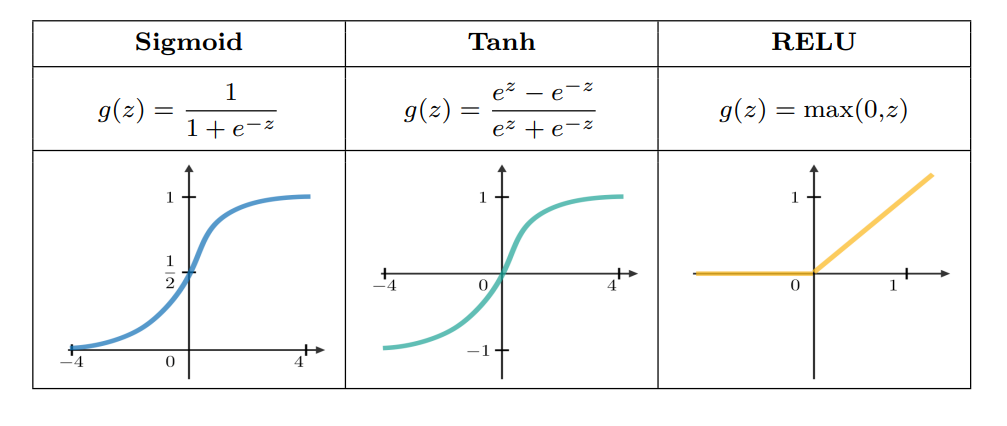 Sigmoid Tanh RELU
g(z) = 1 / (1 + e^{−z}) g(z) = (e^z − e^{−z}) / (e^z + e^{−z}) g(z) = max(0,z)
1 1 1
1/2
−4 0 4 −4 0 4 0 1
−1